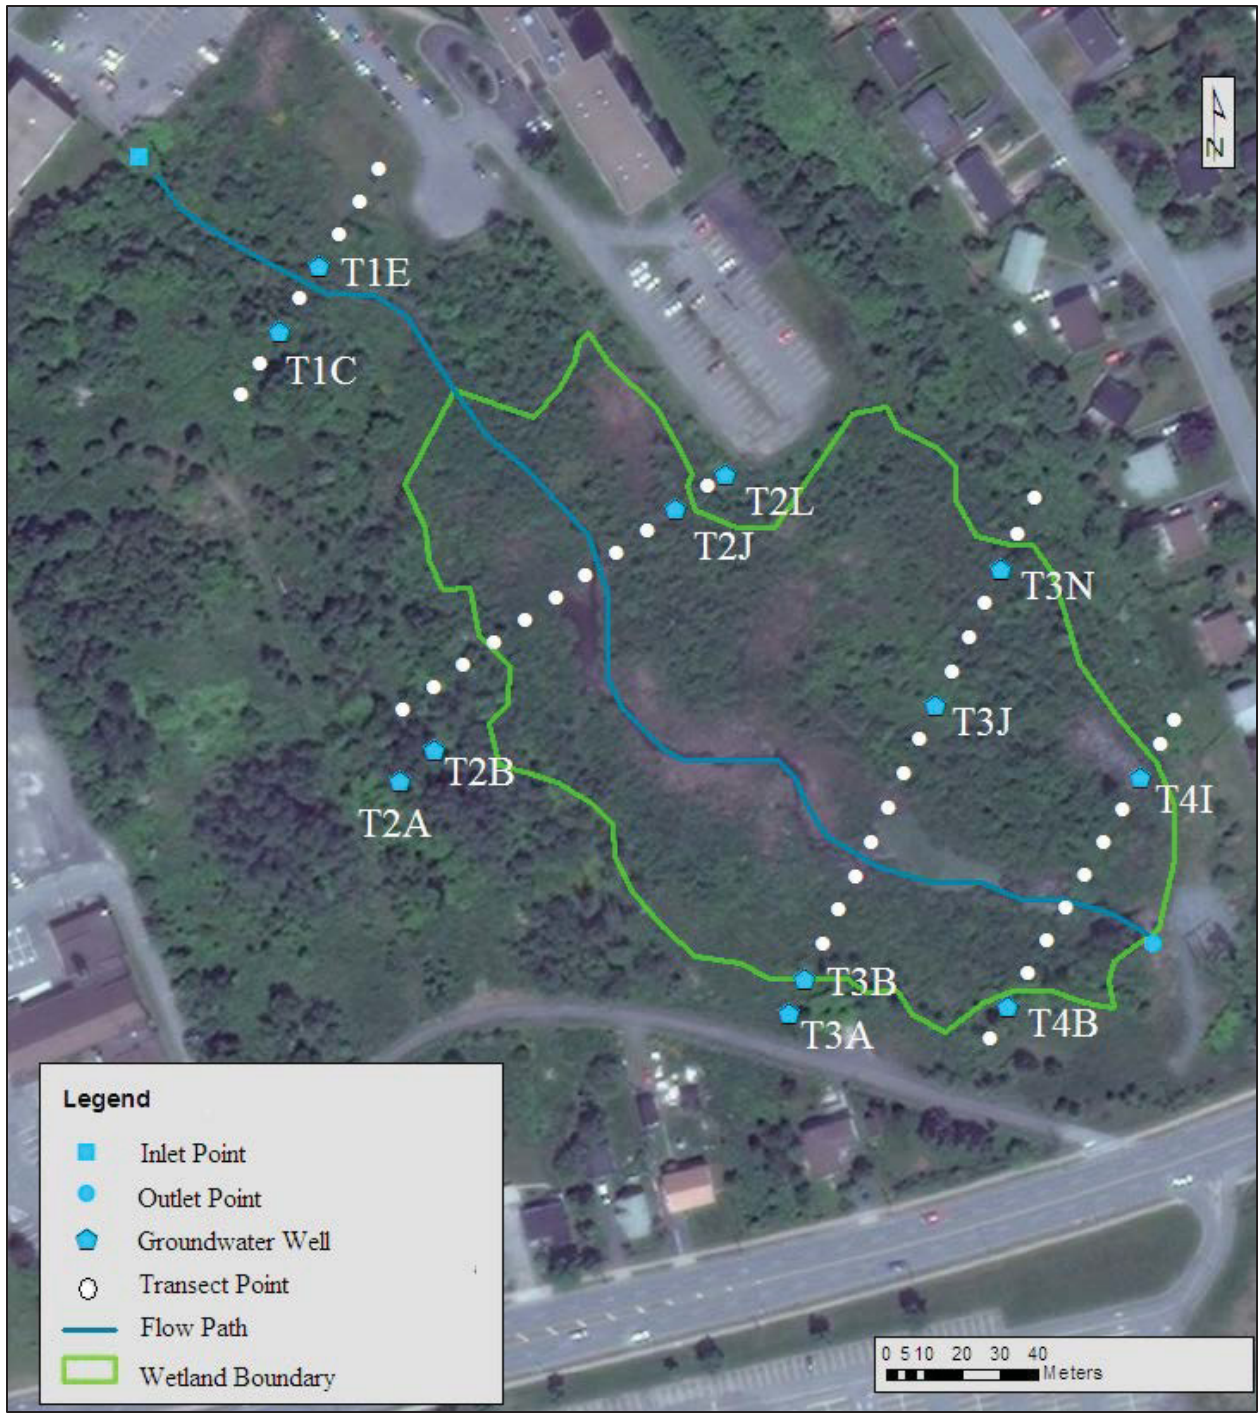 N
T1E
T1C
T2L
T2J
T3N
T3J
T2B
T4I
T2A
T3B
T4B
T3A
Legend
Inlet Point
Outlet Point
Groundwater Well
Transect Point
Flow Path
Wetland Boundary
0 5 10 20 30 40
Meters